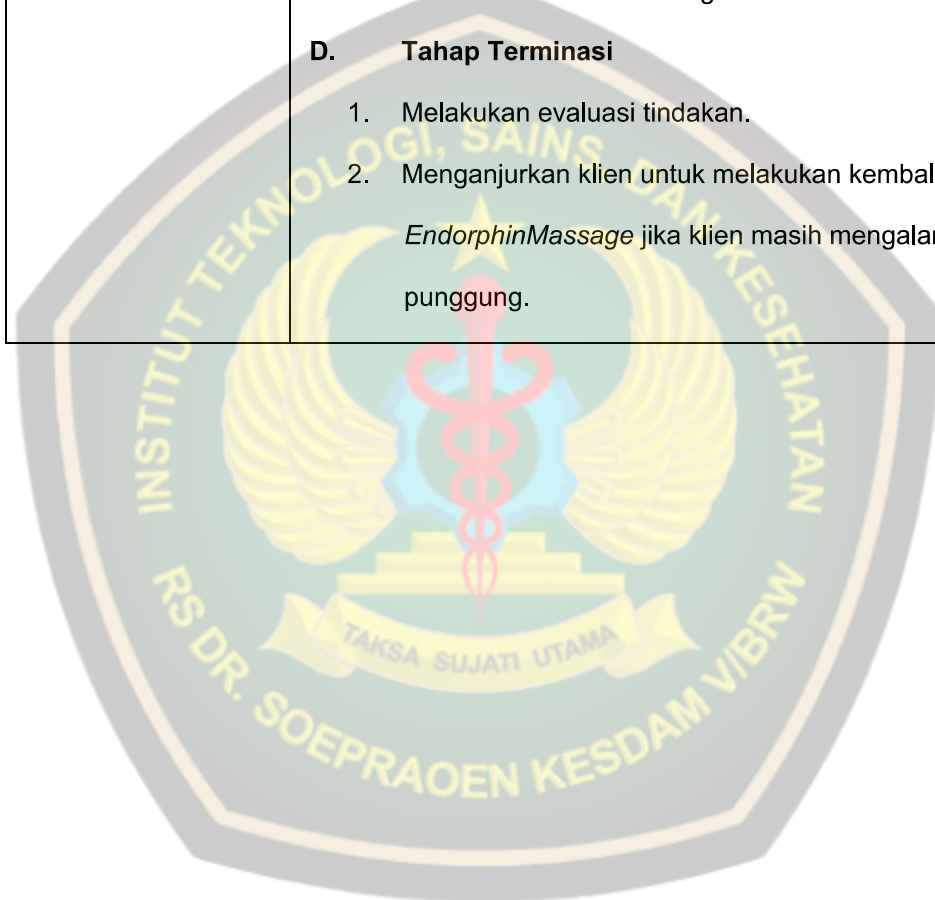 D. Tahap Terminasi
1. Melakukan evaluasi tindakan.
2. Menganjurkan klien untuk melakukan kembal
EndorphinMassage jika klien masih mengala
punggung.
INSTITUT TEKNOLOGI, SAINS, DAN KESEHATAN
TAKSA SUJATI UTAMA
RS DR. SOEPRAOEN KESDAM V/BRW